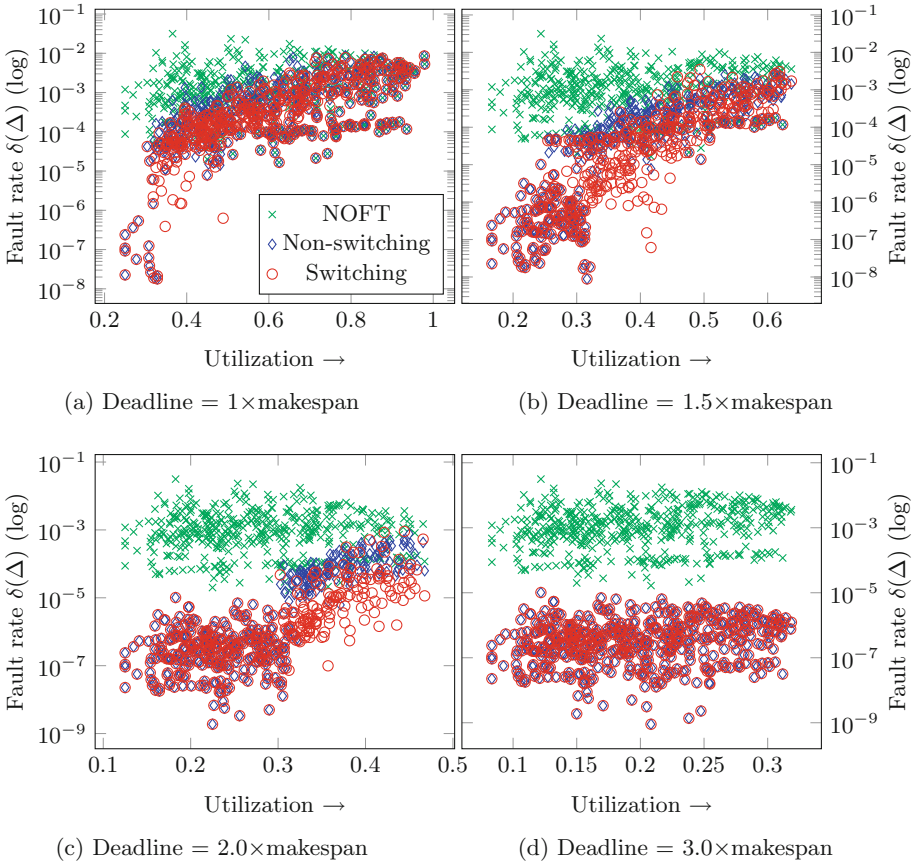 Fault rate δ(Δ) (log)
10⁻¹
10⁻²
10⁻³
10⁻⁴
10⁻⁵
10⁻⁶
10⁻⁷
10⁻⁸
NOFT
Non-switching
Switching
0.2 0.4 0.6 0.8 1
Utilization →
(a) Deadline = 1×makespan
10⁻¹
10⁻²
10⁻³
10⁻⁴
10⁻⁵
10⁻⁶
10⁻⁷
10⁻⁸
Fault rate δ(Δ) (log)
0.2 0.3 0.4 0.5 0.6
Utilization →
(b) Deadline = 1.5×makespan
Fault rate δ(Δ) (log)
10⁻¹
10⁻³
10⁻⁵
10⁻⁷
10⁻⁹
0.1 0.2 0.3 0.4 0.5
Utilization →
(c) Deadline = 2.0×makespan
10⁻¹
10⁻³
10⁻⁵
10⁻⁷
10⁻⁹
Fault rate δ(Δ) (log)
0.1 0.15 0.2 0.25 0.3
Utilization →
(d) Deadline = 3.0×makespan